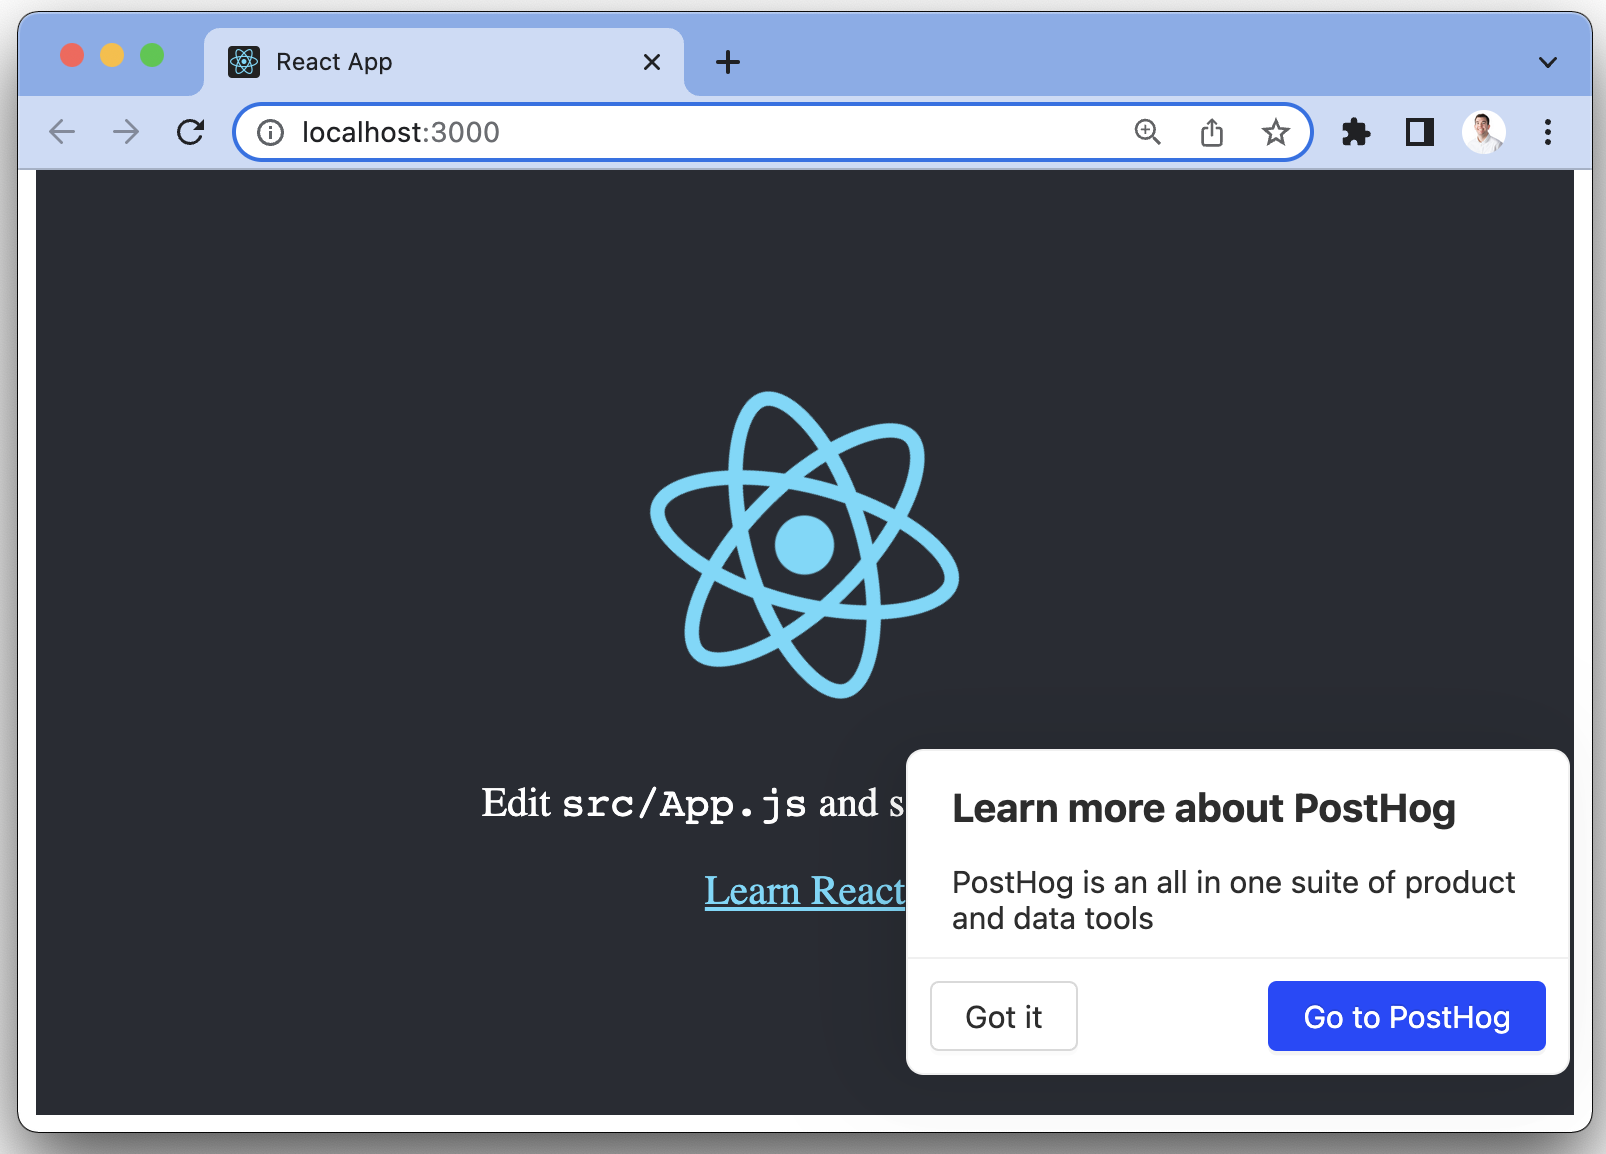 React App
localhost:3000
Edit src/App.js and s
Learn React
Learn more about PostHog
PostHog is an all in one suite of product
and data tools
Got it
Go to PostHog